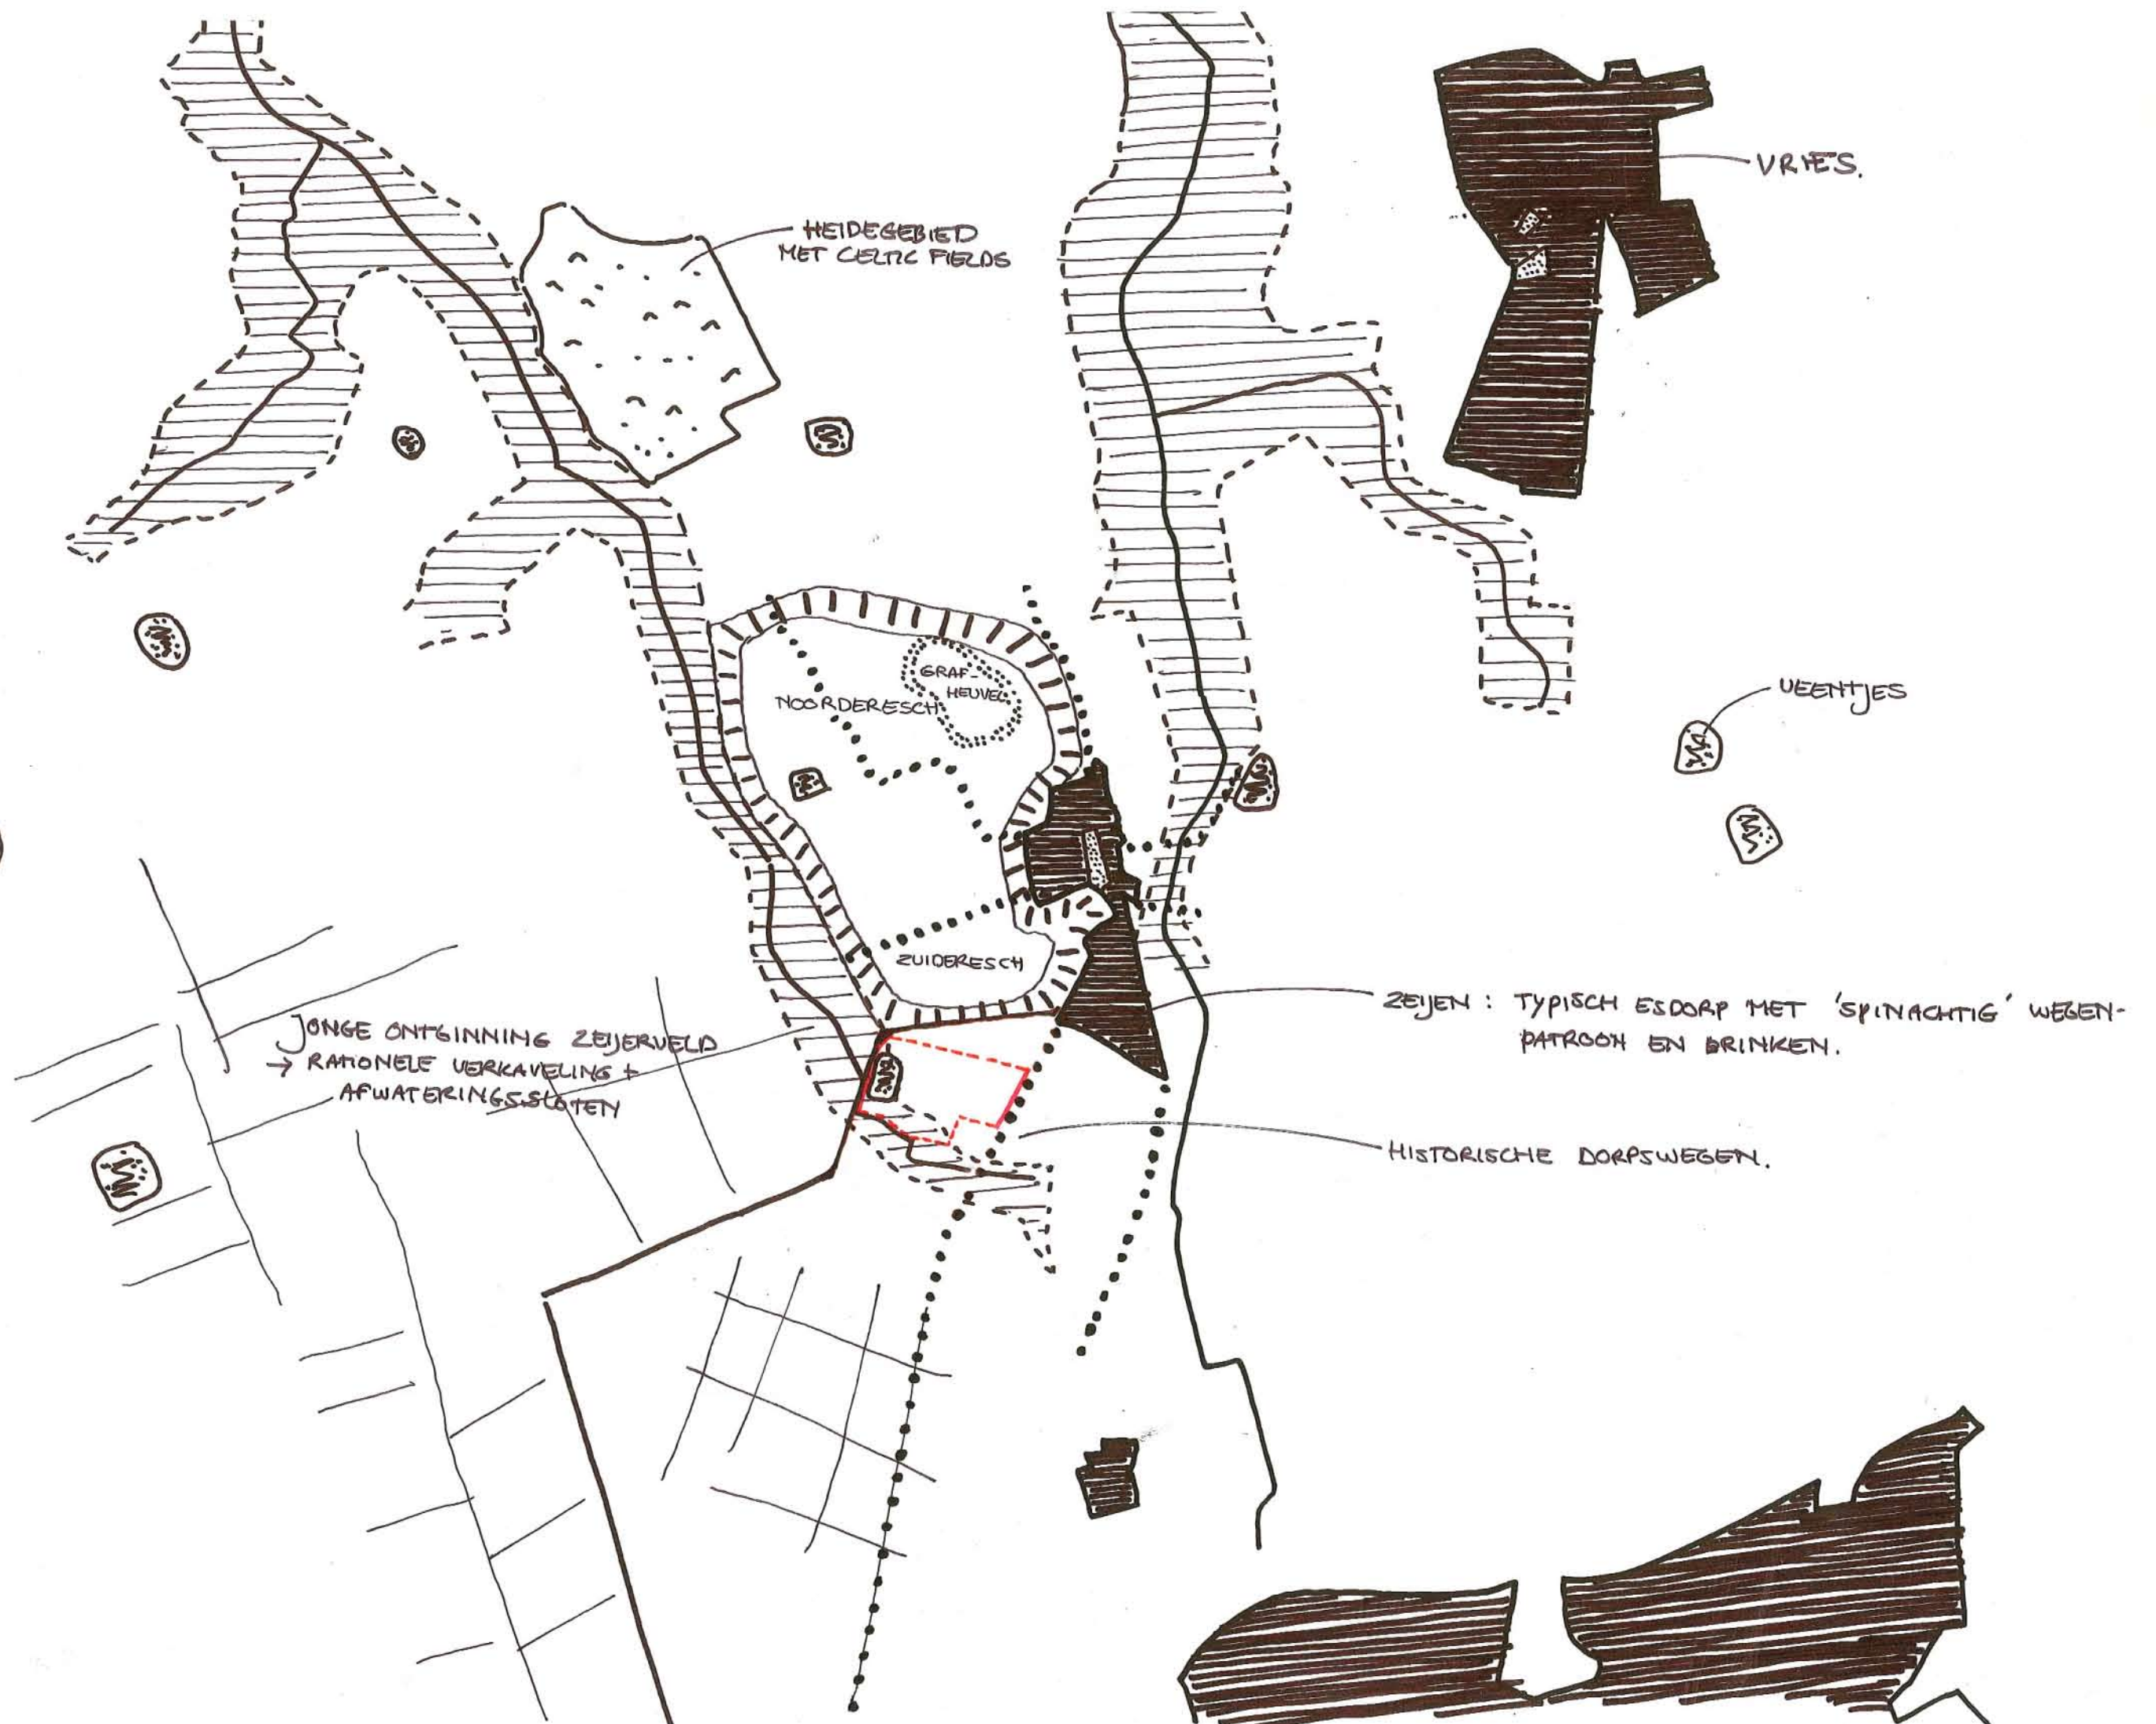 VRIES.
HEIDEGEBIED
MET CELTIC FIELDS
GRAF-
HEUVEL
NOORDERESCH
VEENTJES
ZUIDERESCH
ZEIJEN : TYPISCH ESDORP MET 'SPINACHTIG' WEGEN-
PATROON EN BRINKEN.
JONGE ONTGINNING ZEIJERVELD
→ RATIONELE VERKAVELING +
AFWATERINGSSLOTEN
HISTORISCHE DORPSWEGEN.